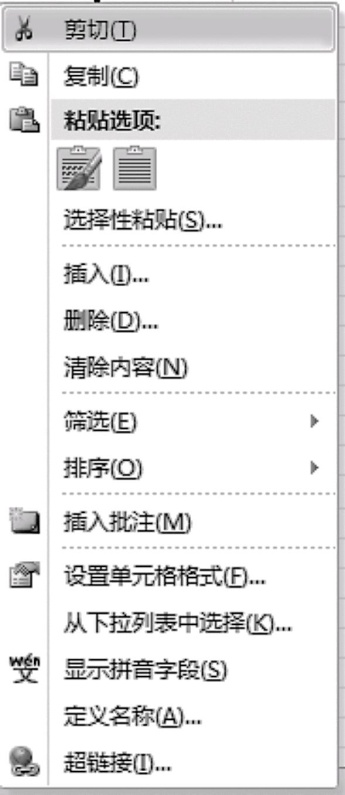 剪切(T)
复制(C)
粘贴选项:
选择性粘贴(S)...
插入(I)...
删除(D)...
清除内容(N)
筛选(E)
排序(O)
插入批注(M)
设置单元格格式(F)...
从下拉列表中选择(K)...
wén
文
显示拼音字段(S)
定义名称(A)...
超链接(I)...